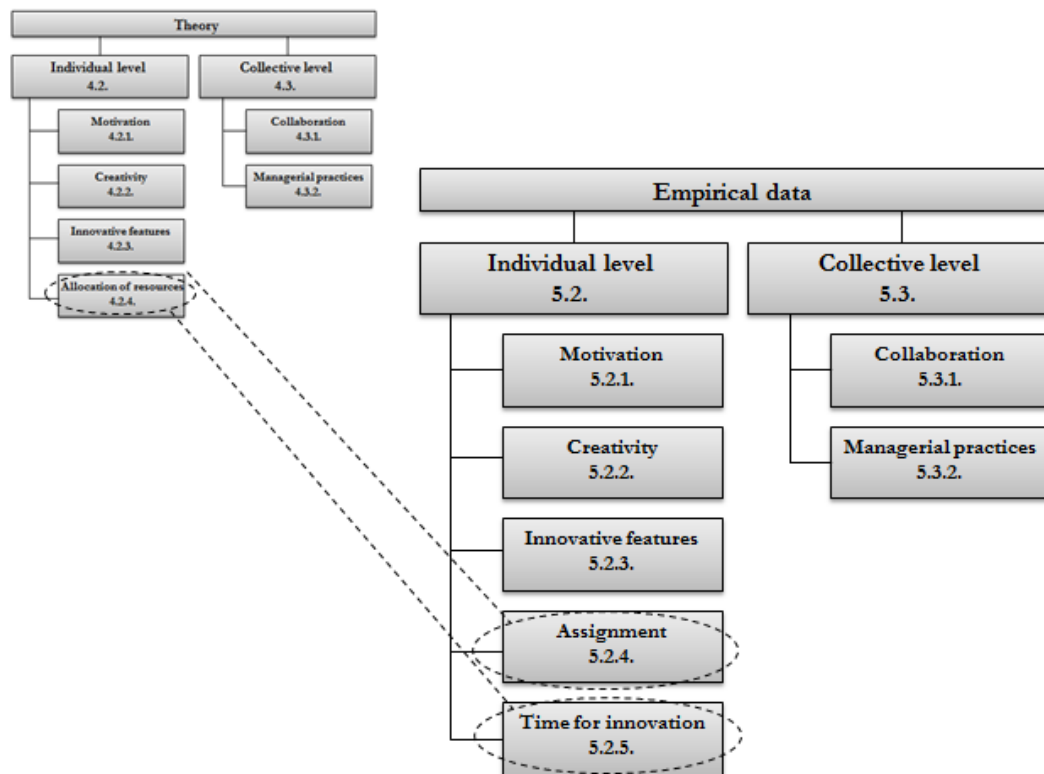 Theory
Individual level
4.2.
Collective level
4.3.
Motivation
4.2.1.
Collaboration
4.3.1.
Creativity
4.2.2.
Managerial practices
4.3.2.
Innovative features
4.2.3.
Allocation of resources
4.2.4.
Empirical data
Individual level
5.2.
Collective level
5.3.
Motivation
5.2.1.
Collaboration
5.3.1.
Creativity
5.2.2.
Managerial practices
5.3.2.
Innovative features
5.2.3.
Assignment
5.2.4.
Time for innovation
5.2.5.